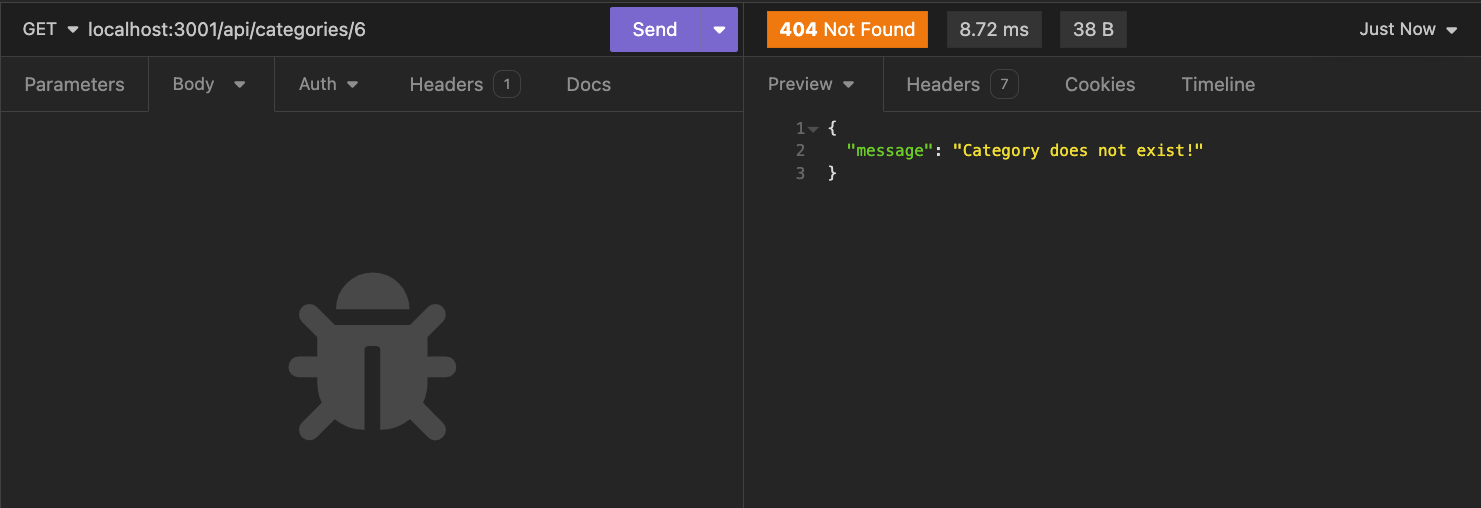 GET localhost:3001/api/categories/6 Send 404 Not Found 8.72 ms 38 B Just Now
Parameters Body Auth Headers 1 Docs Preview Headers 7 Cookies Timeline
1 {
2 "message": "Category does not exist!"
3 }